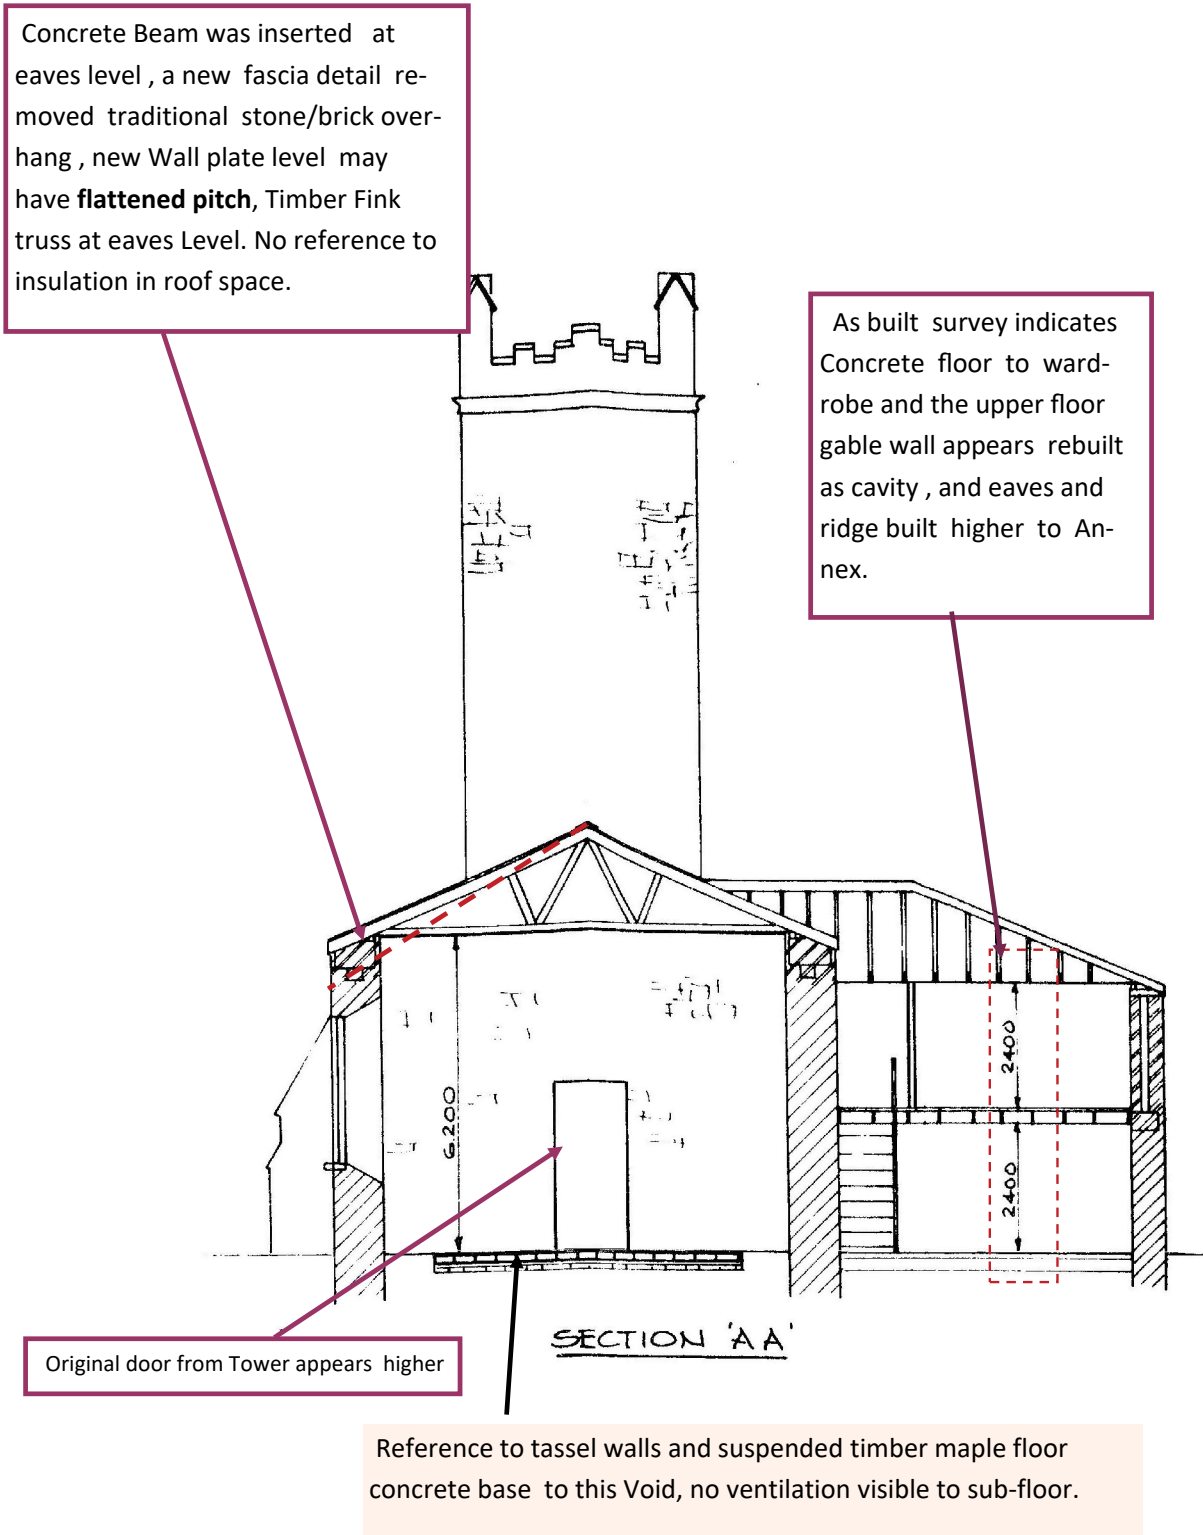 Concrete Beam was inserted at
eaves level , a new fascia detail re-
moved traditional stone/brick over-
hang , new Wall plate level may
have flattened pitch, Timber Fink
truss at eaves Level. No reference to
insulation in roof space.
As built survey indicates
Concrete floor to ward-
robe and the upper floor
gable wall appears rebuilt
as cavity , and eaves and
ridge built higher to An-
nex.
6200
2400
2400
SECTION 'AA'
Original door from Tower appears higher
Reference to tassel walls and suspended timber maple floor
concrete base to this Void, no ventilation visible to sub-floor.